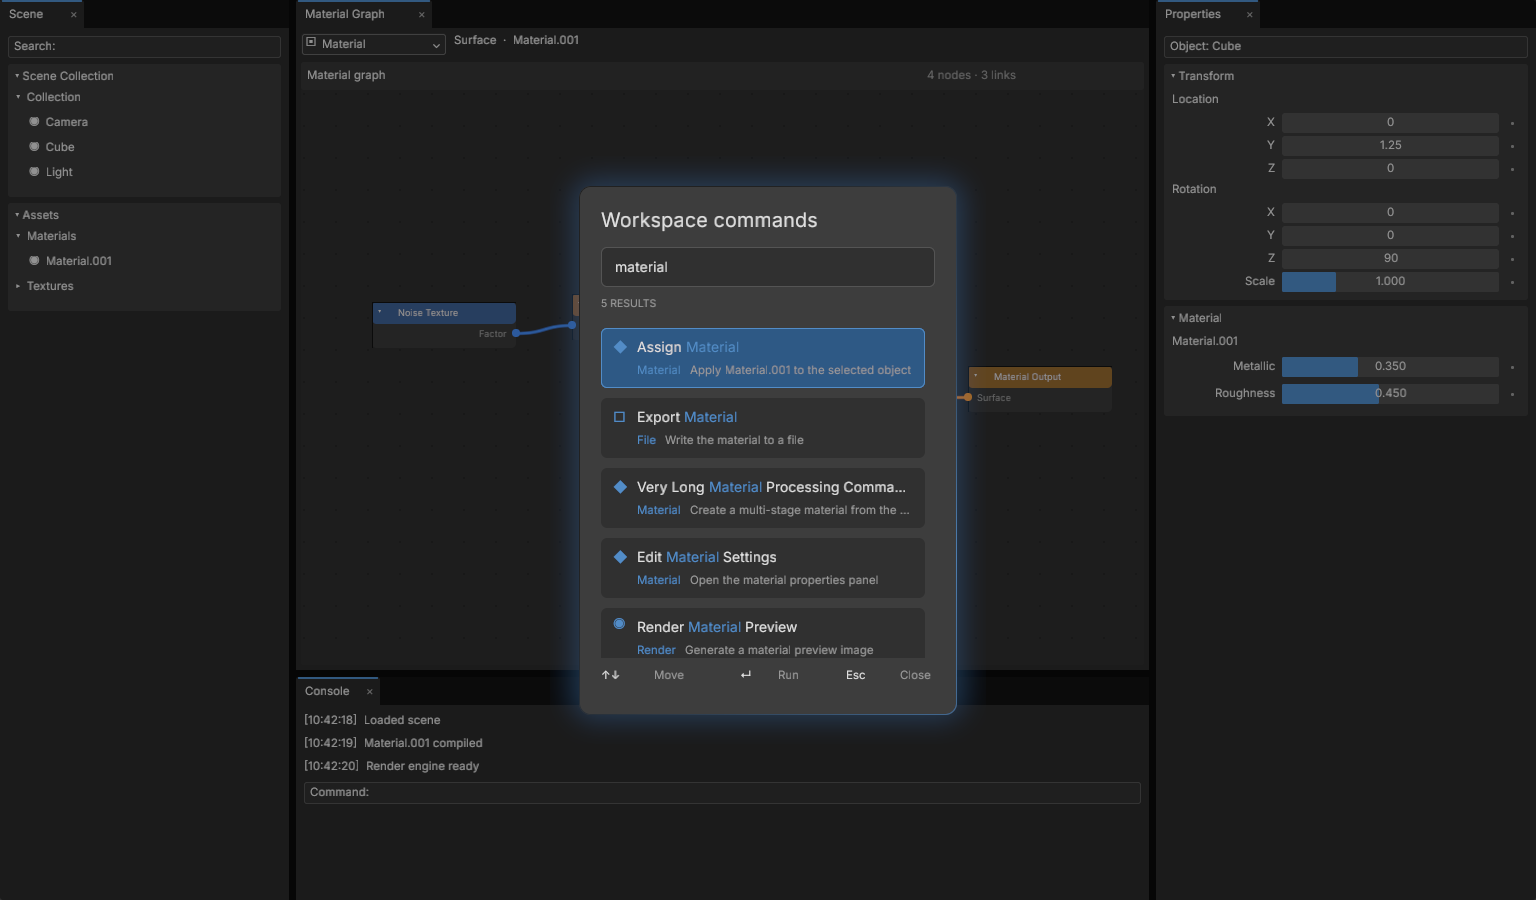 Scene ×
Search:
Scene Collection
Collection
Camera
Cube
Light
Assets
Materials
Material.001
Textures
Material Graph ×
Material
Surface · Material.001
Material graph
4 nodes · 3 links
Noise Texture
Factor
Material Output
Surface
Workspace commands
material
5 RESULTS
Assign Material
Material Apply Material.001 to the selected object
Export Material
File Write the material to a file
Very Long Material Processing Comma...
Material Create a multi-stage material from the ...
Edit Material Settings
Material Open the material properties panel
Render Material Preview
Render Generate a material preview image
↑↓ Move ↵ Run Esc Close
Console ×
[10:42:18] Loaded scene
[10:42:19] Material.001 compiled
[10:42:20] Render engine ready
Command:
Properties ×
Object: Cube
Transform
Location
X 0
Y 1.25
Z 0
Rotation
X 0
Y 0
Z 90
Scale 1.000
Material
Material.001
Metallic 0.350
Roughness 0.450